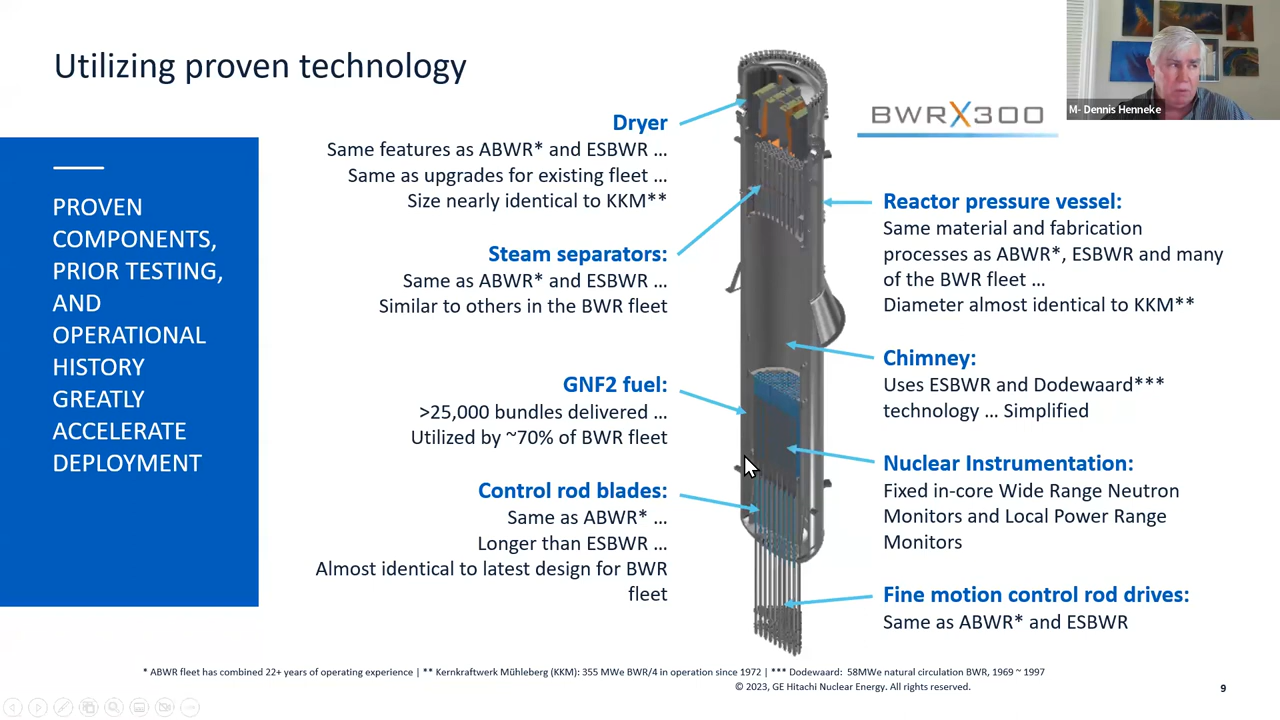 Utilizing proven technology
M- Dennis Henneke
BWRX300
PROVEN
COMPONENTS,
PRIOR TESTING,
AND
OPERATIONAL
HISTORY
GREATLY
ACCELERATE
DEPLOYMENT
Dryer
Same features as ABWR* and ESBWR ...
Same as upgrades for existing fleet ...
Size nearly identical to KKM**
Steam separators:
Same as ABWR* and ESBWR ...
Similar to others in the BWR fleet
GNF2 fuel:
>25,000 bundles delivered ...
Utilized by ~70% of BWR fleet
Control rod blades:
Same as ABWR* ...
Longer than ESBWR ...
Almost identical to latest design for BWR
fleet
Reactor pressure vessel:
Same material and fabrication
processes as ABWR*, ESBWR and many
of the BWR fleet ...
Diameter almost identical to KKM**
Chimney:
Uses ESBWR and Dodewaard***
technology ... Simplified
Nuclear Instrumentation:
Fixed in-core Wide Range Neutron
Monitors and Local Power Range
Monitors
Fine motion control rod drives:
Same as ABWR* and ESBWR
* ABWR fleet has combined 22+ years of operating experience | ** Kernkraftwerk Mühleberg (KKM): 355 MWe BWR/4 in operation since 1972 | *** Dodewaard: 58MWe natural circulation BWR, 1969 ~ 1997
© 2023, GE Hitachi Nuclear Energy. All rights reserved.
9